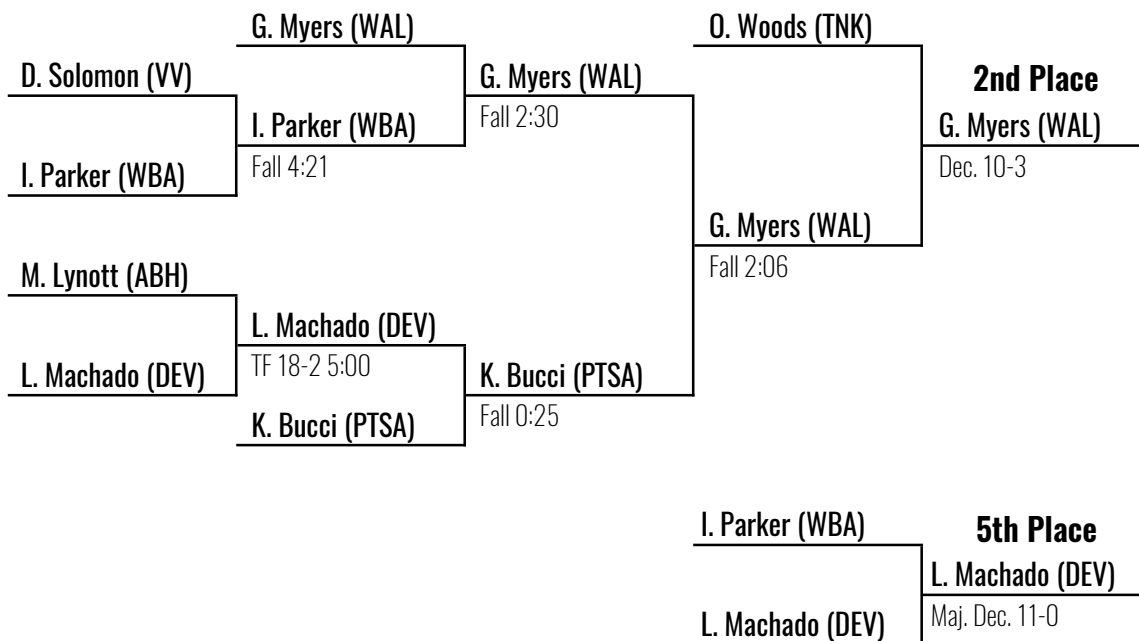 G. Myers (WAL)
O. Woods (TNK)
D. Solomon (VV)
G. Myers (WAL)
2nd Place
Fall 2:30
I. Parker (WBA)
G. Myers (WAL)
Fall 4:21
Dec. 10-3
I. Parker (WBA)
G. Myers (WAL)
Fall 2:06
M. Lynott (ABH)
L. Machado (DEV)
TF 18-2 5:00
L. Machado (DEV)
K. Bucci (PTSA)
Fall 0:25
K. Bucci (PTSA)
I. Parker (WBA)
5th Place
L. Machado (DEV)
Maj. Dec. 11-0
L. Machado (DEV)